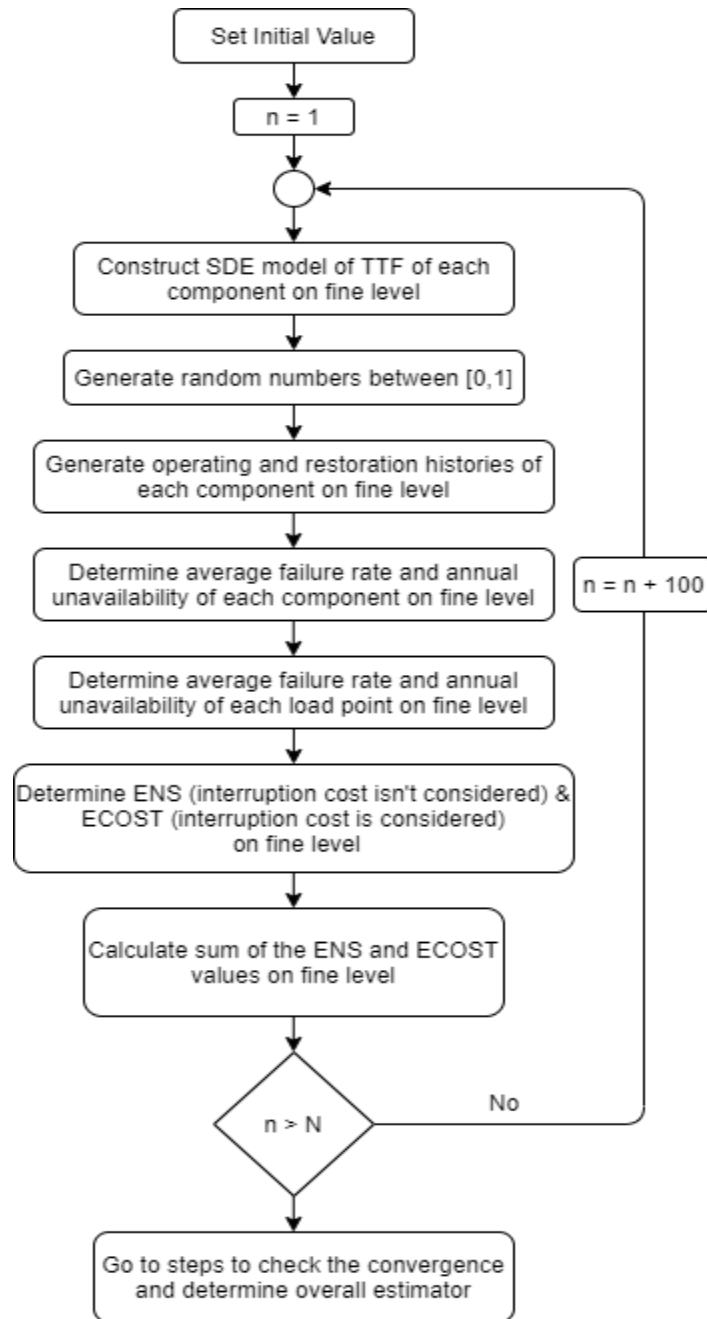 Set Initial Value
n = 1
Construct SDE model of TTF of each
component on fine level
Generate random numbers between [0,1]
Generate operating and restoration histories of
each component on fine level
Determine average failure rate and annual
unavailability of each component on fine level
n = n + 100
Determine average failure rate and annual
unavailability of each load point on fine level
Determine ENS (interruption cost isn't considered) &
ECOST (interruption cost is considered)
on fine level
Calculate sum of the ENS and ECOST
values on fine level
n > N
No
Go to steps to check the convergence
and determine overall estimator